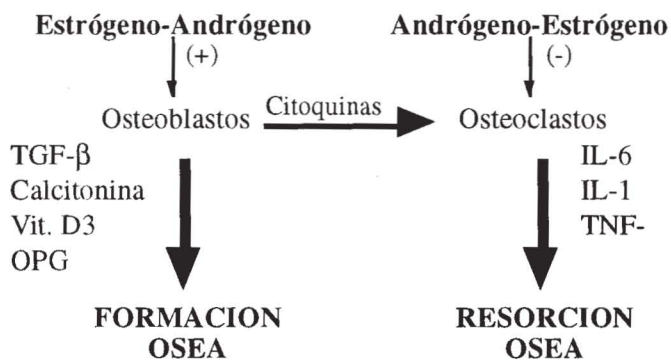 Estrógeno-Andrógeno
(+)
Osteoblastos
TGF-β
Calcitonina
Vit. D3
OPG
FORMACION
OSEA
Citoquinas
Andrógeno-Estrógeno
(-)
Osteoclastos
IL-6
IL-1
TNF-
RESORCION
OSEA